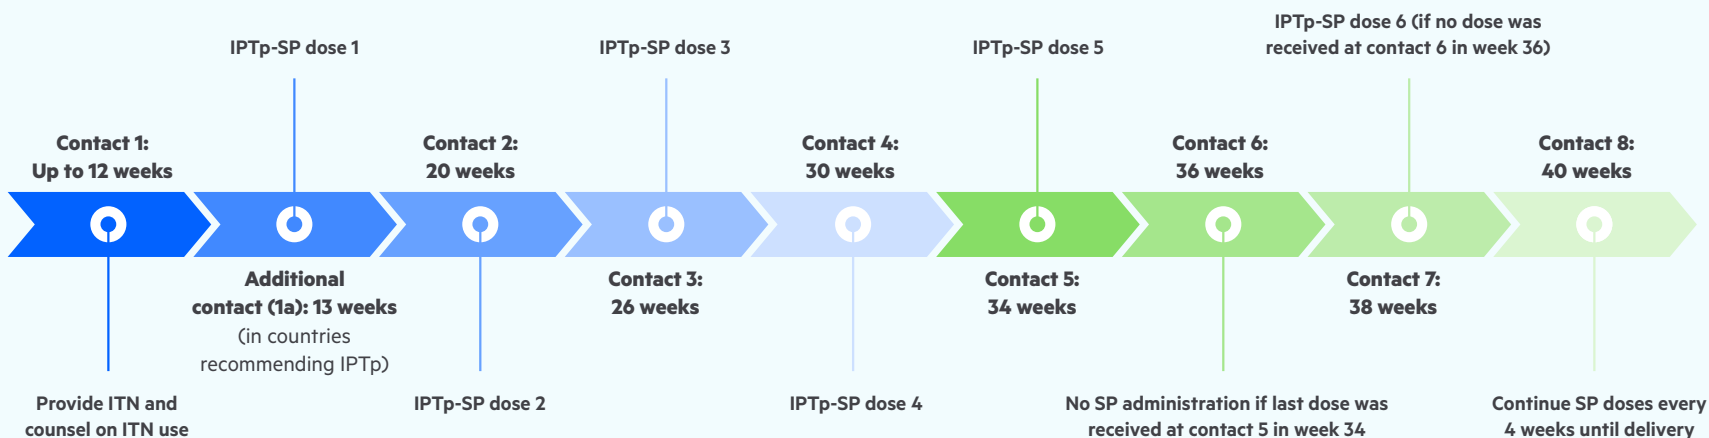 Contact 1:
Up to 12 weeks
Provide ITN and
counsel on ITN use
IPTp-SP dose 1
Additional
contact (1a): 13 weeks
(in countries
recommending IPTp)
Contact 2:
20 weeks
IPTp-SP dose 2
IPTp-SP dose 3
Contact 3:
26 weeks
Contact 4:
30 weeks
IPTp-SP dose 4
IPTp-SP dose 5
Contact 5:
34 weeks
Contact 6:
36 weeks
No SP administration if last dose was
received at contact 5 in week 34
IPTp-SP dose 6 (if no dose was
received at contact 6 in week 36)
Contact 7:
38 weeks
Contact 8:
40 weeks
Continue SP doses every
4 weeks until delivery